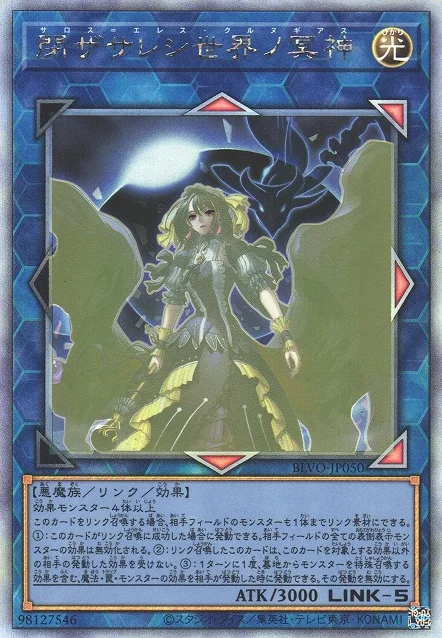 サロス=エレス・クルヌギアス
閉ザサレシ世界ノ冥神
ひかり
光
BLVO-JP050
【悪魔族/リンク/効果】
効果モンスター4体以上
このカードをリンク召喚する場合、相手フィールドのモンスターも1体までリンク素材にできる。
①:このカードがリンク召喚に成功した場合に発動できる。相手フィールドの全ての表側表示モン
スターの効果は無効化される。②:リンク召喚したこのカードは、このカードを対象とする効果以外
の相手の発動した効果を受けない。③:1ターンに1度、墓地からモンスターを特殊召喚する
効果を含む、魔法・罠・モンスターの効果を相手が発動した時に発動できる。その発動を無効にする。
ATK/3000 LINK-5
98127546
©スタジオ・ダイス/集英社・テレビ東京・KONAMI